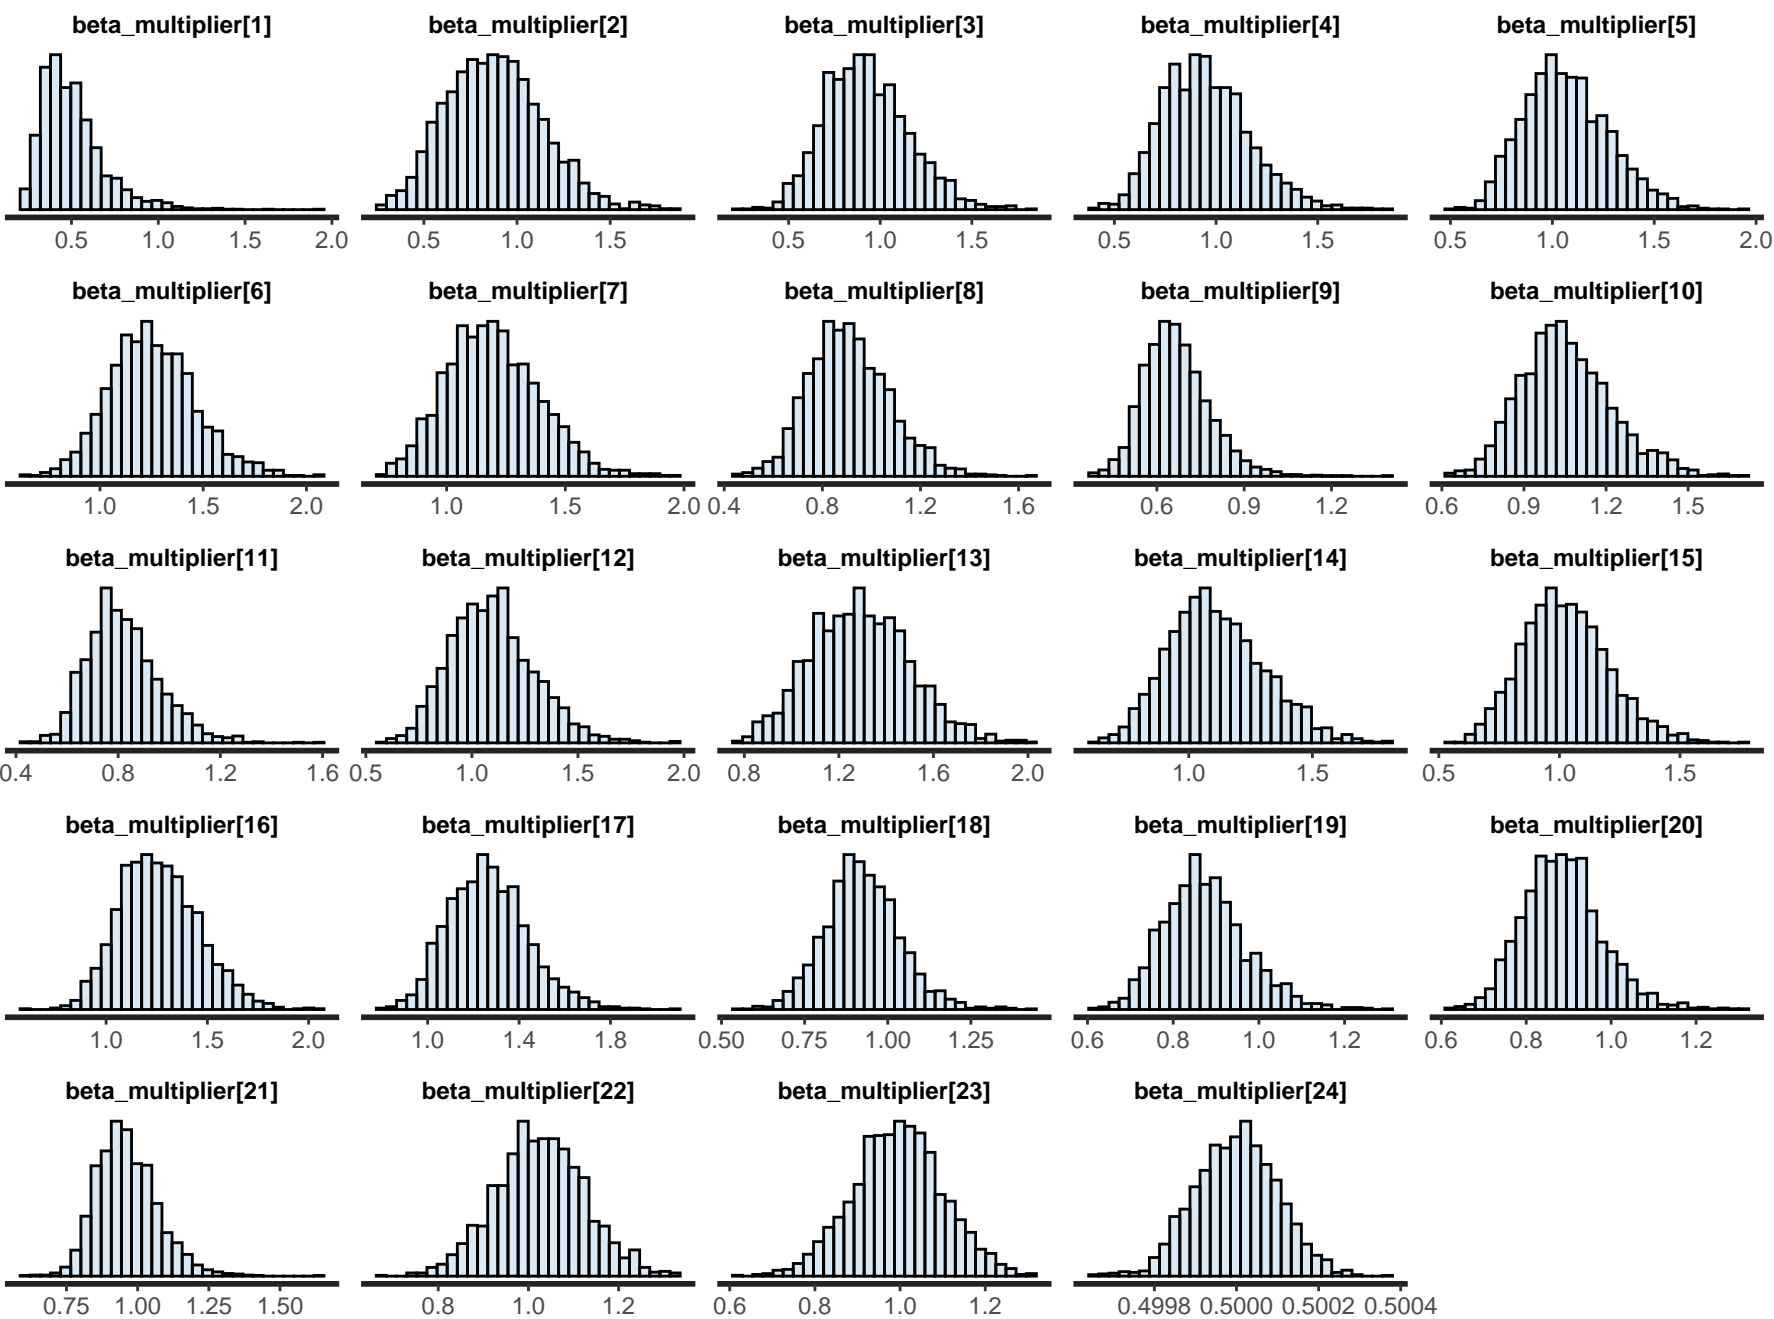 beta_multiplier[1] beta_multiplier[2] beta_multiplier[3] beta_multiplier[4] beta_multiplier[5]
0.5 1.0 1.5 2.0 0.5 1.0 1.5 0.5 1.0 1.5 0.5 1.0 1.5 0.5 1.0 1.5 2.0
beta_multiplier[6] beta_multiplier[7] beta_multiplier[8] beta_multiplier[9] beta_multiplier[10]
1.0 1.5 2.0 1.0 1.5 2.0 0.4 0.8 1.2 1.6 0.6 0.9 1.2 0.6 0.9 1.2 1.5
beta_multiplier[11] beta_multiplier[12] beta_multiplier[13] beta_multiplier[14] beta_multiplier[15]
0.4 0.8 1.2 1.6 0.5 1.0 1.5 2.0 0.8 1.2 1.6 2.0 1.0 1.5 0.5 1.0 1.5
beta_multiplier[16] beta_multiplier[17] beta_multiplier[18] beta_multiplier[19] beta_multiplier[20]
1.0 1.5 2.0 1.0 1.4 1.8 0.50 0.75 1.00 1.25 0.6 0.8 1.0 1.2 0.6 0.8 1.0 1.2
beta_multiplier[21] beta_multiplier[22] beta_multiplier[23] beta_multiplier[24]
0.75 1.00 1.25 1.50 0.8 1.0 1.2 0.6 0.8 1.0 1.2 0.4998 0.5000 0.5002 0.5004